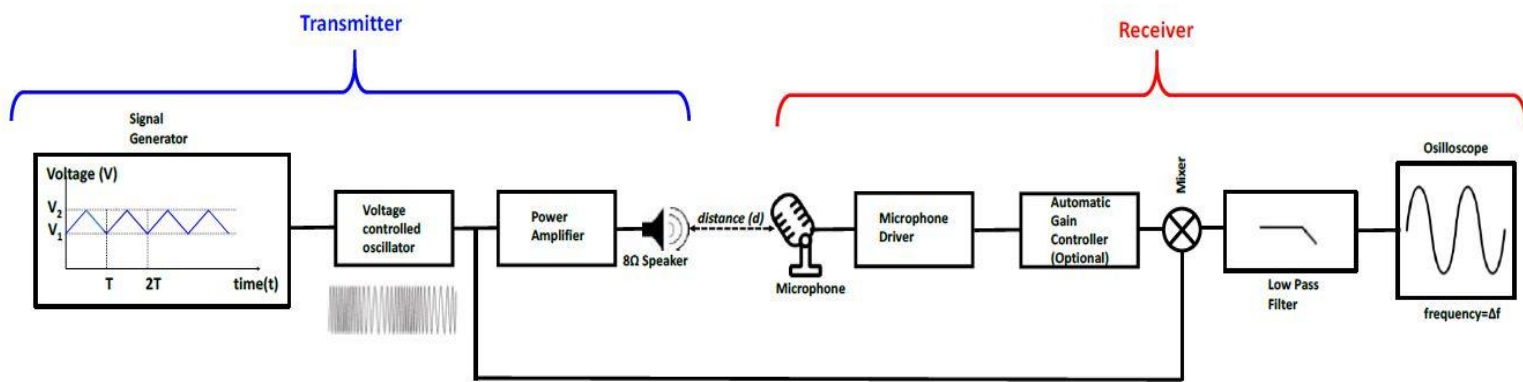 Transmitter
Receiver
Signal
Generator
Voltage (V)
V2
V1
T
2T
time(t)
Voltage
controlled
oscillator
Power
Amplifier
8Ω Speaker
distance (d)
Microphone
Microphone
Driver
Automatic
Gain
Controller
(Optional)
Mixer
Low Pass
Filter
Osilloscope
frequency=Δf